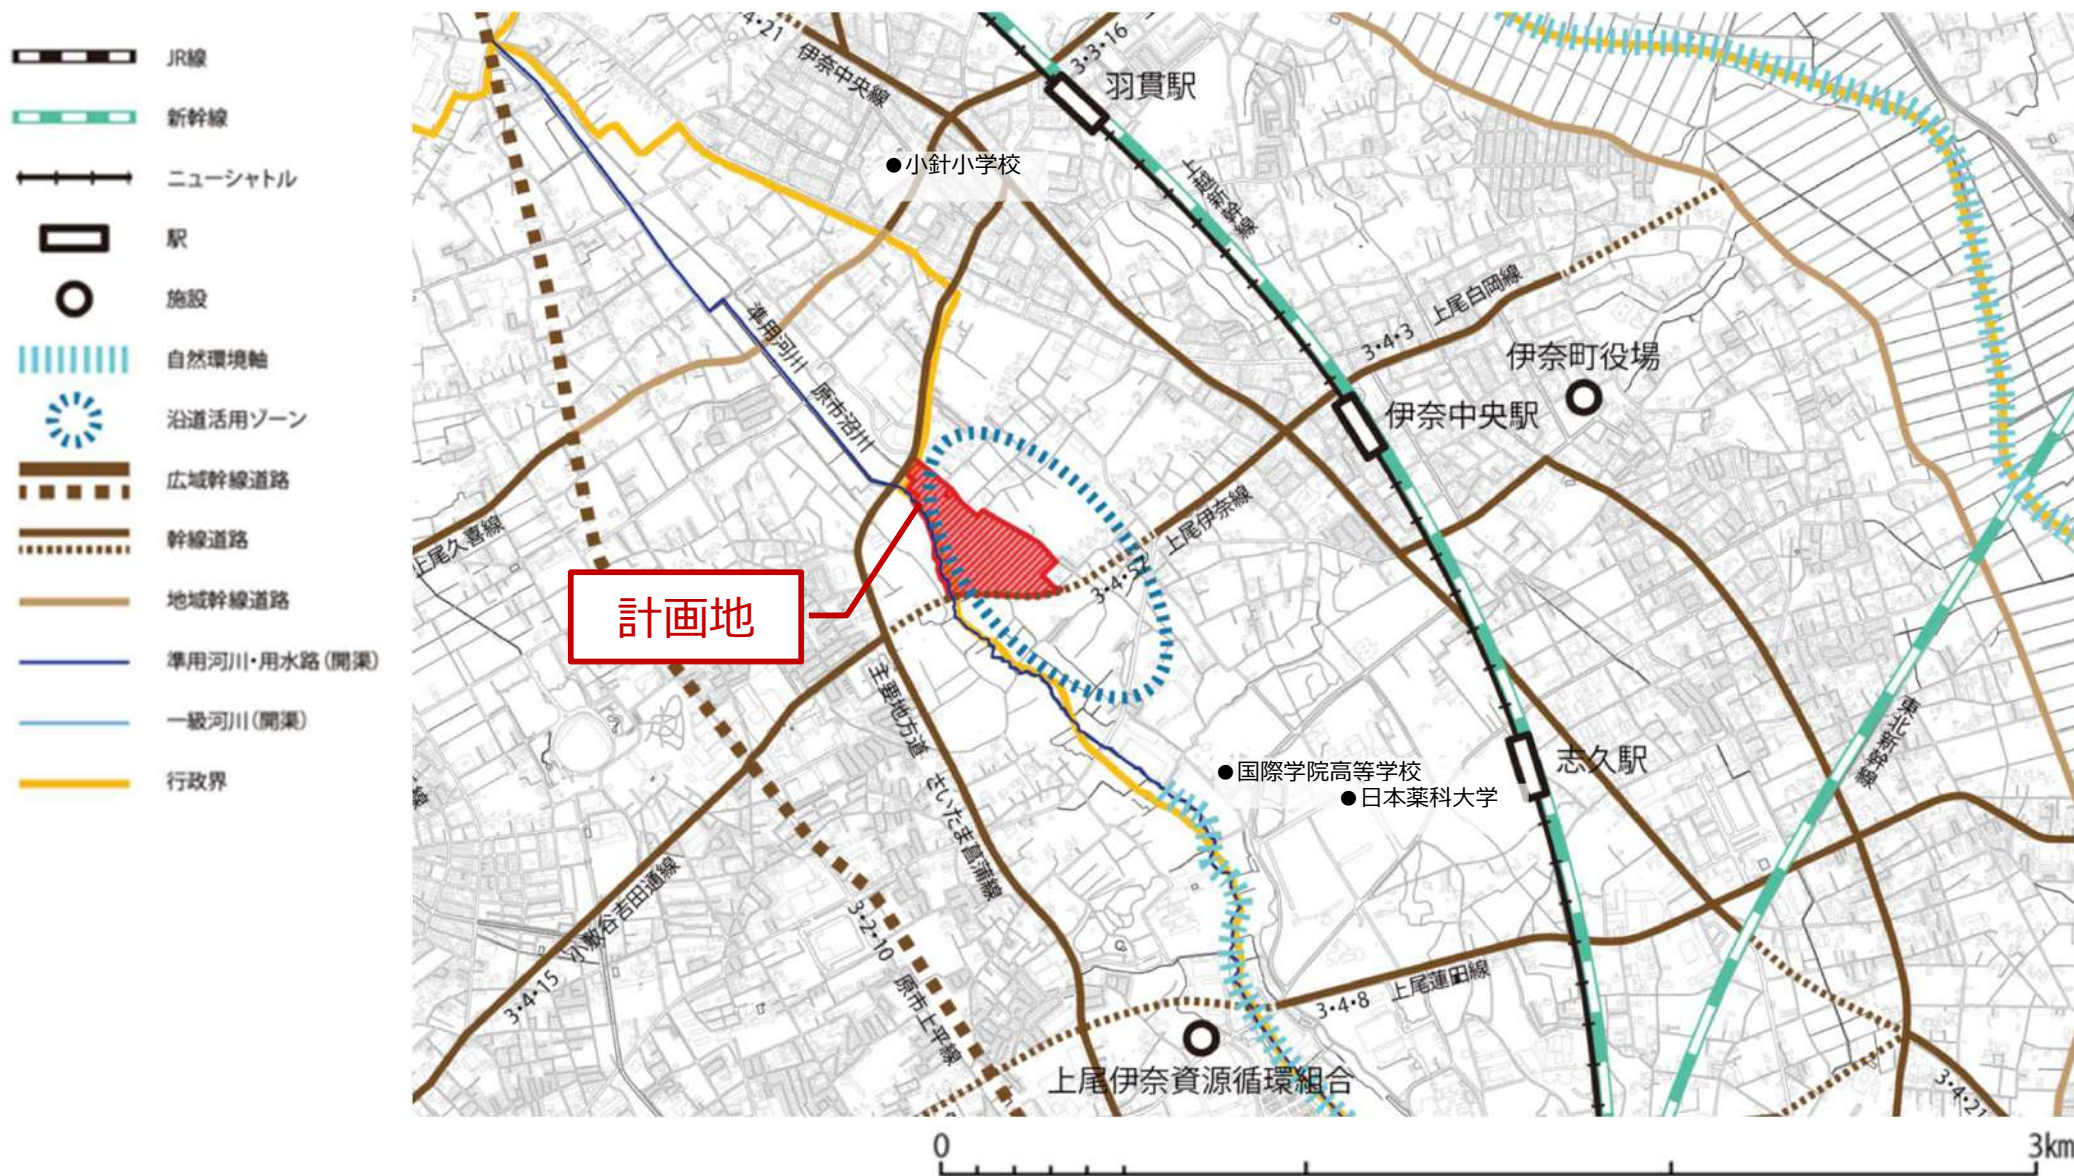 JR線
新幹線
ニューシャトル
駅
施設
自然環境軸
沿道活用ゾーン
広域幹線道路
幹線道路
地域幹線道路
準用河川・用水路(開渠)
一級河川(開渠)
行政界
4・21
伊奈中央線
3・3・16
羽貫駅
●小針小学校
上越新幹線
準用河川 原市沼川
3・4・3 上尾白岡線
伊奈町役場
伊奈中央駅
上尾久喜線
上尾伊奈線
計画地
主要地方道 さいたま菖蒲線
●国際学院高等学校
●日本薬科大学
志久駅
東北新幹線
3・4・15 小敷谷吉田通線
3・2・10 原市上平線
3・4・8 上尾蓮田線
上尾伊奈資源循環組合
3・4・21
0
3km